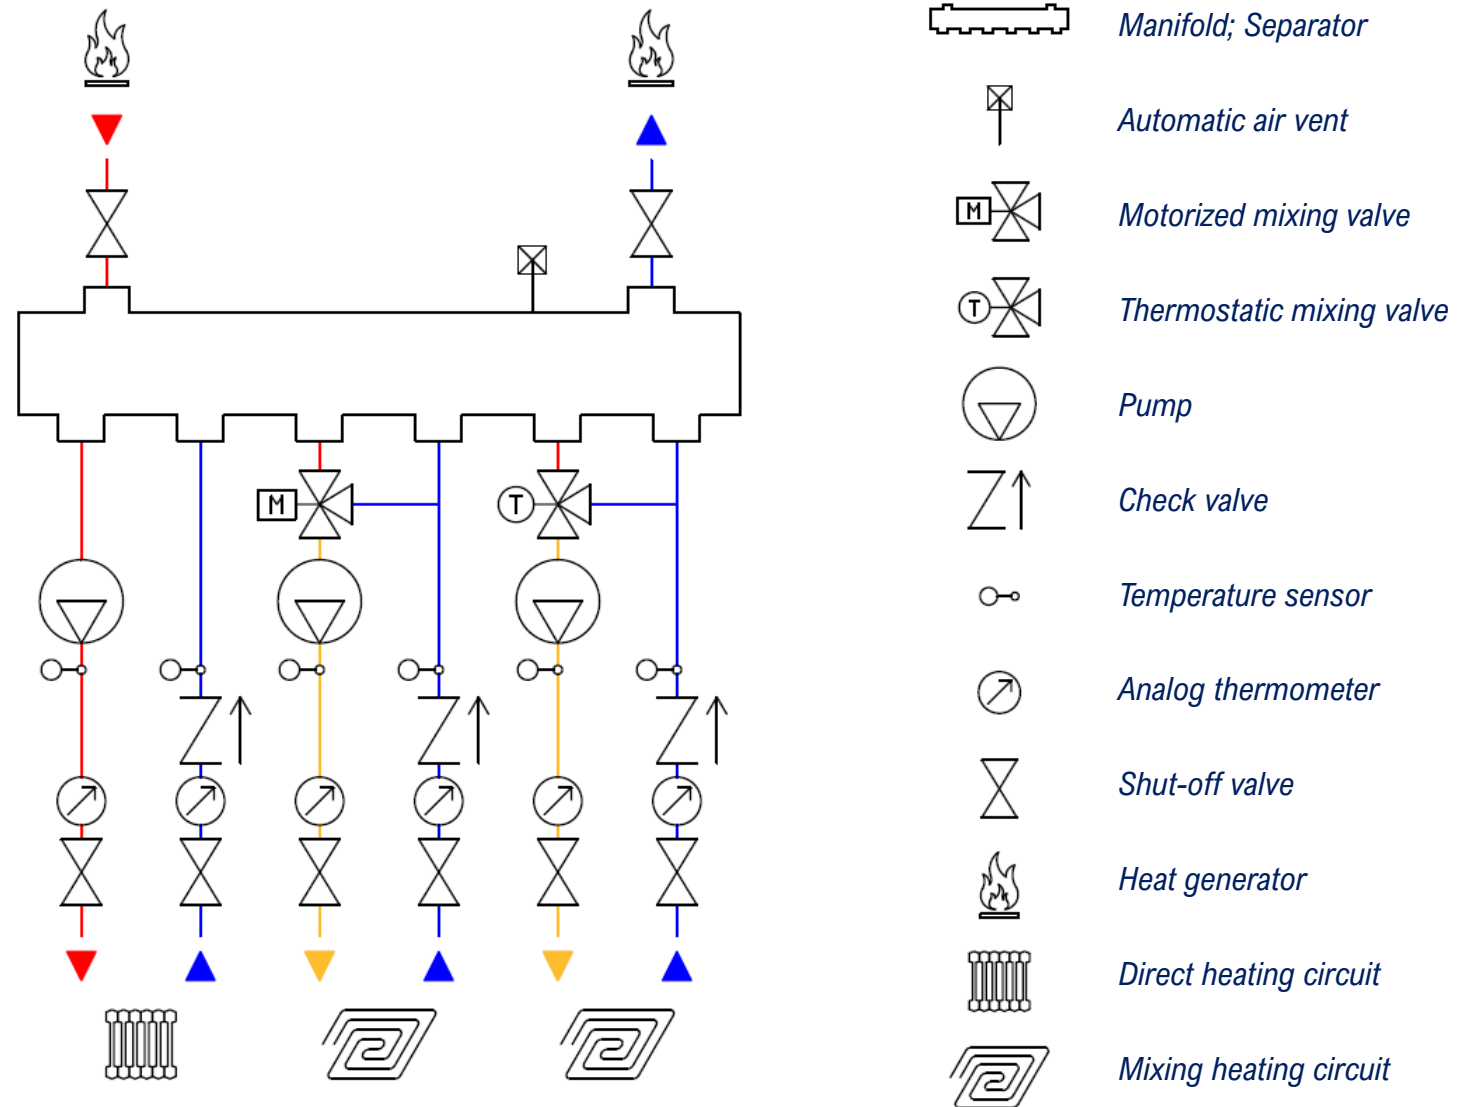 Manifold; Separator
Automatic air vent
M
Motorized mixing valve
T
Thermostatic mixing valve
Pump
M
T
Check valve
Temperature sensor
Analog thermometer
Shut-off valve
Heat generator
Direct heating circuit
Mixing heating circuit